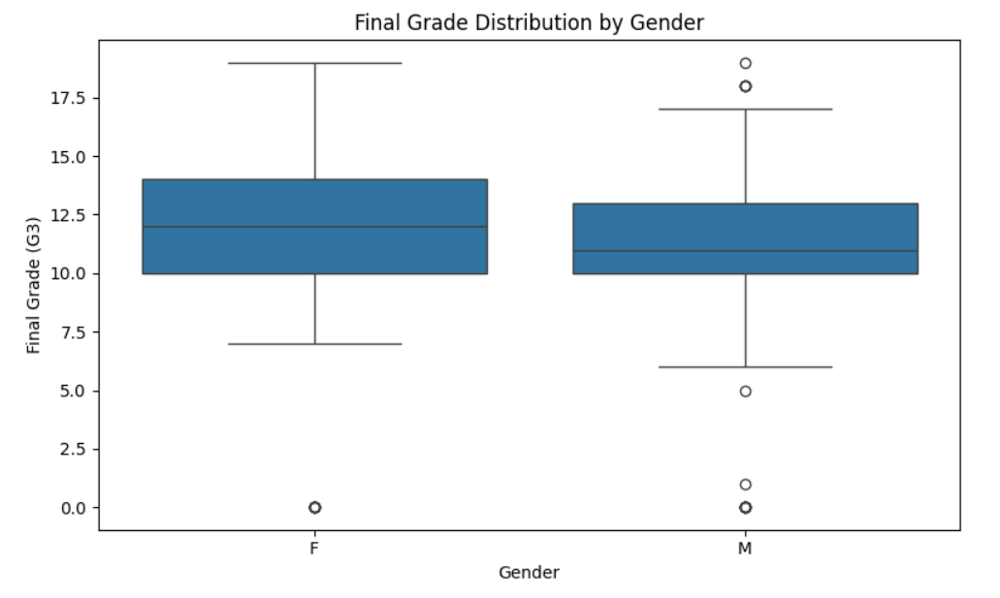 Final Grade Distribution by Gender
Final Grade (G3)
17.5
15.0
12.5
10.0
7.5
5.0
2.5
0.0
F M
Gender